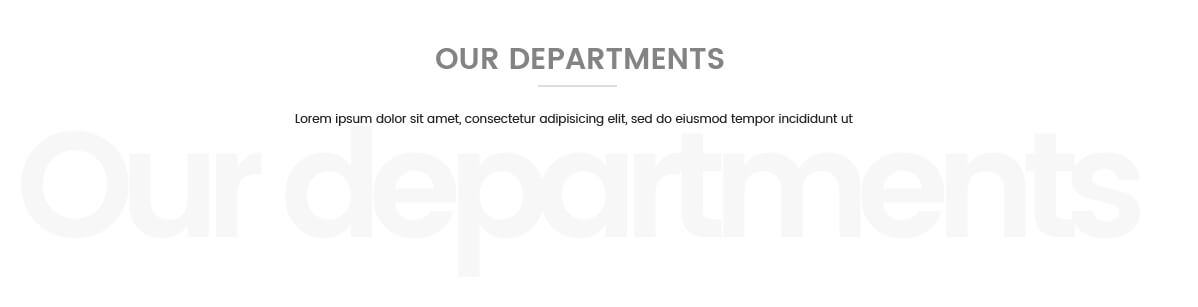 OUR DEPARTMENTS
Lorem ipsum dolor sit amet, consectetur adipisicing elit, sed do eiusmod tempor incididunt ut
Our departments